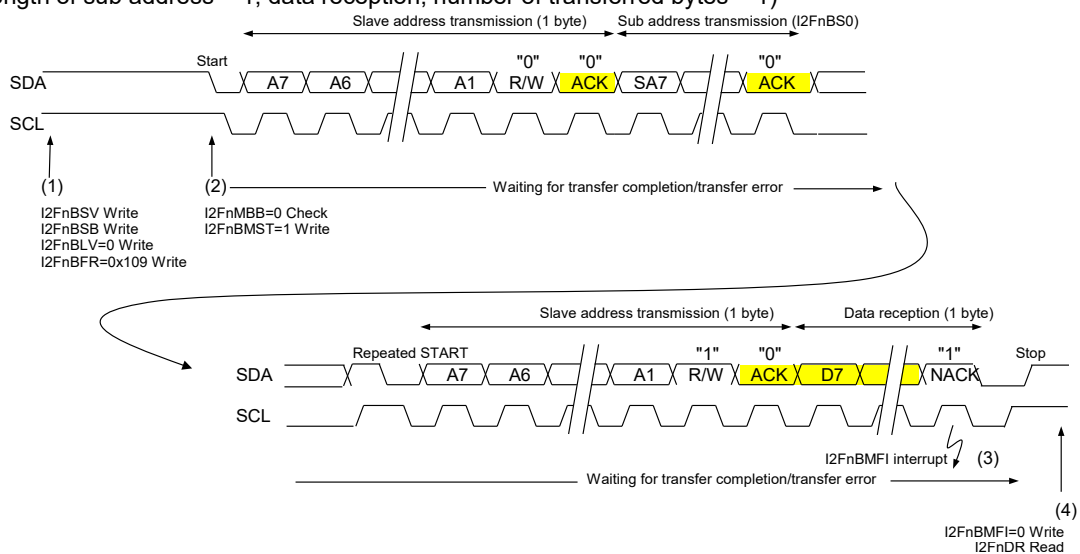 ength of sub address = 1, data reception, number of transferred bytes = 1)
Slave address transmission (1 byte) Sub address transmission (I2FnBS0)
Start "0" "0" "0"
SDA A7 A6 A1 R/W ACK SA7 ACK
SCL
(1) (2) Waiting for transfer completion/transfer error
I2FnBSV Write I2FnMBB=0 Check
I2FnBSB Write I2FnBMST=1 Write
I2FnBLV=0 Write
I2FnBFR=0x109 Write
Slave address transmission (1 byte) Data reception (1 byte)
Repeated START "1" "0" "1" Stop
SDA A7 A6 A1 R/W ACK D7 NACK
SCL
I2FnBMFI interrupt (3)
Waiting for transfer completion/transfer error
(4)
I2FnBMFI=0 Write
I2FnDR Read